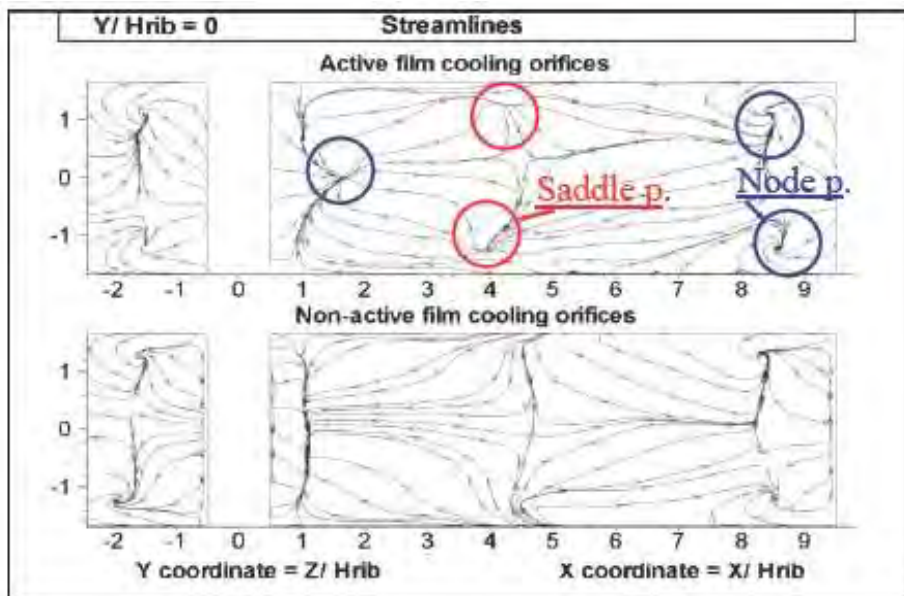 Y/ Hrib = 0 Streamlines
Active film cooling orifices
1
0
-1
Saddle p.
Node p.
-2 -1 0 1 2 3 4 5 6 7 8 9
Non-active film cooling orifices
1
0
-1
-2 -1 0 1 2 3 4 5 6 7 8 9
Y coordinate = Z/ Hrib X coordinate = X/ Hrib